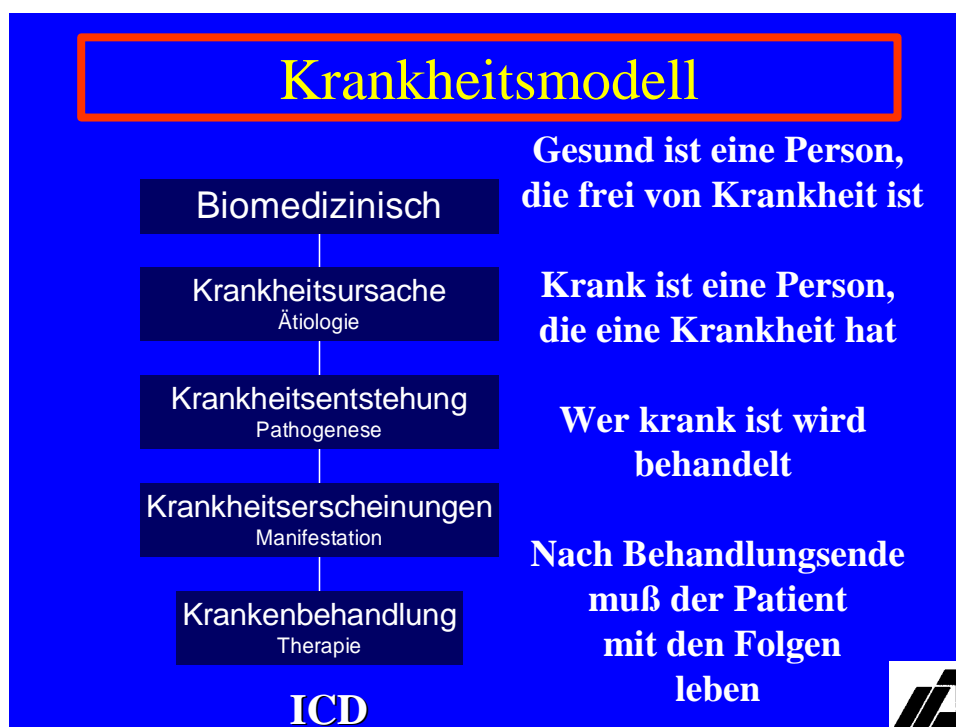 Krankheitsmodell
Biomedizinisch
Krankheitsursache
Ätiologie
Krankheitsentstehung
Pathogenese
Krankheitserscheinungen
Manifestation
Krankenbehandlung
Therapie
ICD
Gesund ist eine Person,
die frei von Krankheit ist
Krank ist eine Person,
die eine Krankheit hat
Wer krank ist wird
behandelt
Nach Behandlungsende
muß der Patient
mit den Folgen
leben